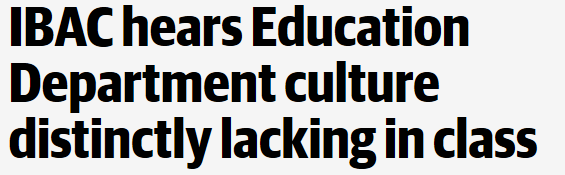 IBAC hears Education
Department culture
distinctly lacking in class